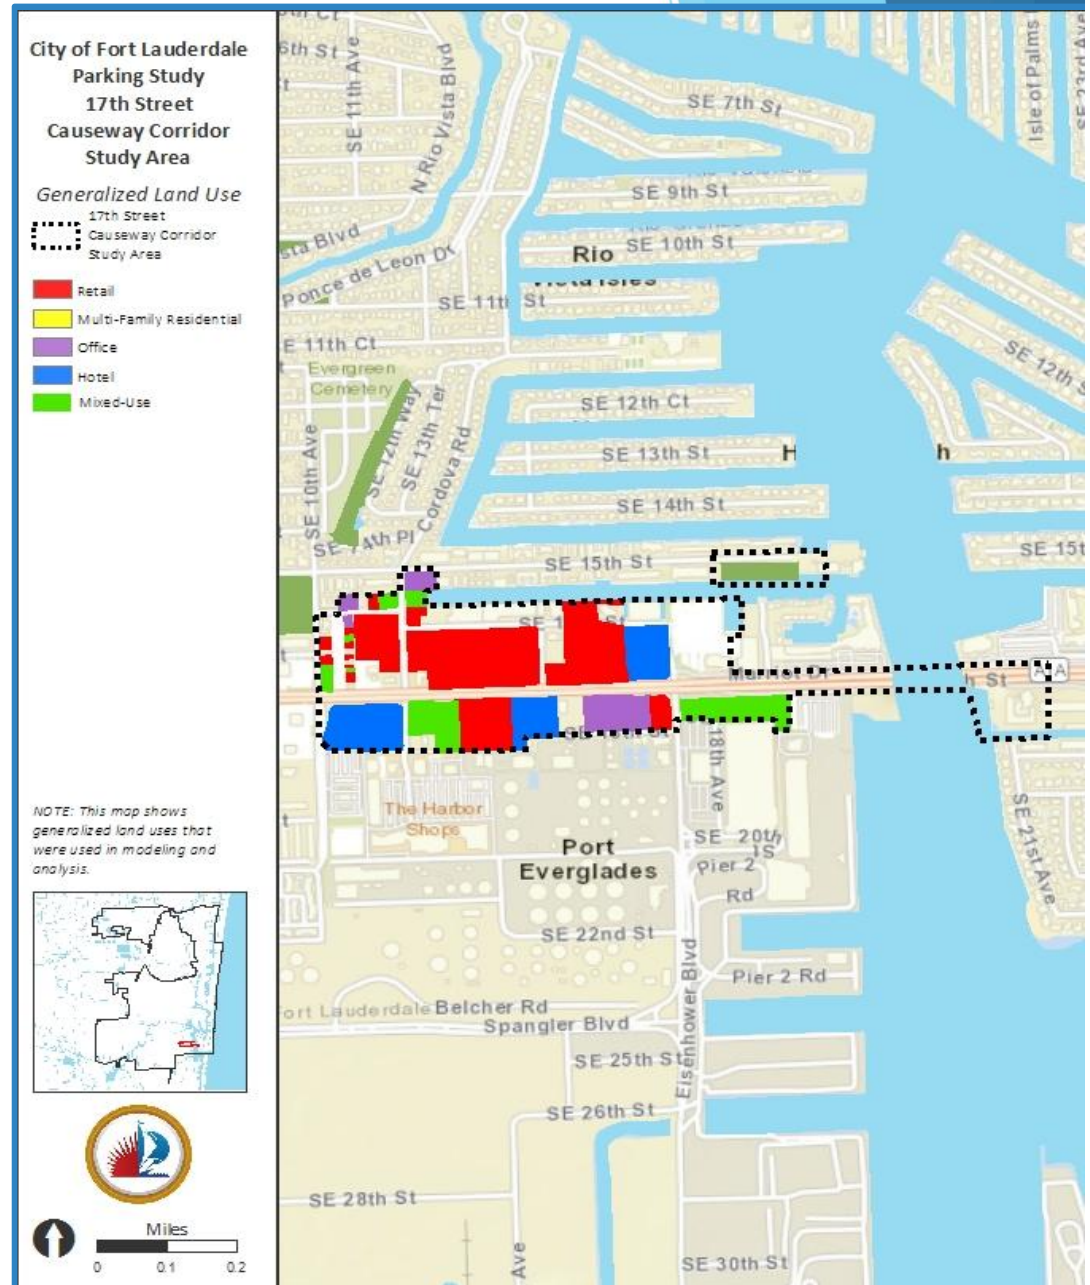 City of Fort Lauderdale
Parking Study
17th Street
Causeway Corridor
Study Area
Generalized Land Use
17th Street
Causeway Corridor
Study Area
Retail
Multi-Family Residential
Office
Hotel
Mixed-Use
NOTE: This map shows
generalized land uses that
were used in modeling and
analysis.
Miles
0 0.1 0.2
SE 11th Ave
N Rio Vista Blvd
SE 7th St
Isle of Palms
SE 23rd Ave
SE 9th St
SE 10th St
Rio
Vista Isles
Ponce de Leon Dr
SE 11th St
E 11th Ct
Evergreen
Cemetery
SE 12th Way
SE 13th Ter
Cordova Rd
SE 10th Ave
SE 12th Ct
SE 12th S
SE 13th St
H
h
SE 14th St
SE 14th Pl
SE 15th St
SE 15t
h St
A
A
18th Ave
The Harbor
Shops
Port
Everglades
SE 20th
St
Pier 2
Rd
SE 21st Ave
SE 22nd St
Eisenhower Blvd
Pier 2 Rd
Fort Lauderdale
Belcher Rd
Spangler Blvd
SE 25th St
SE 26th St
SE 28th St
Ave
SE 30th St